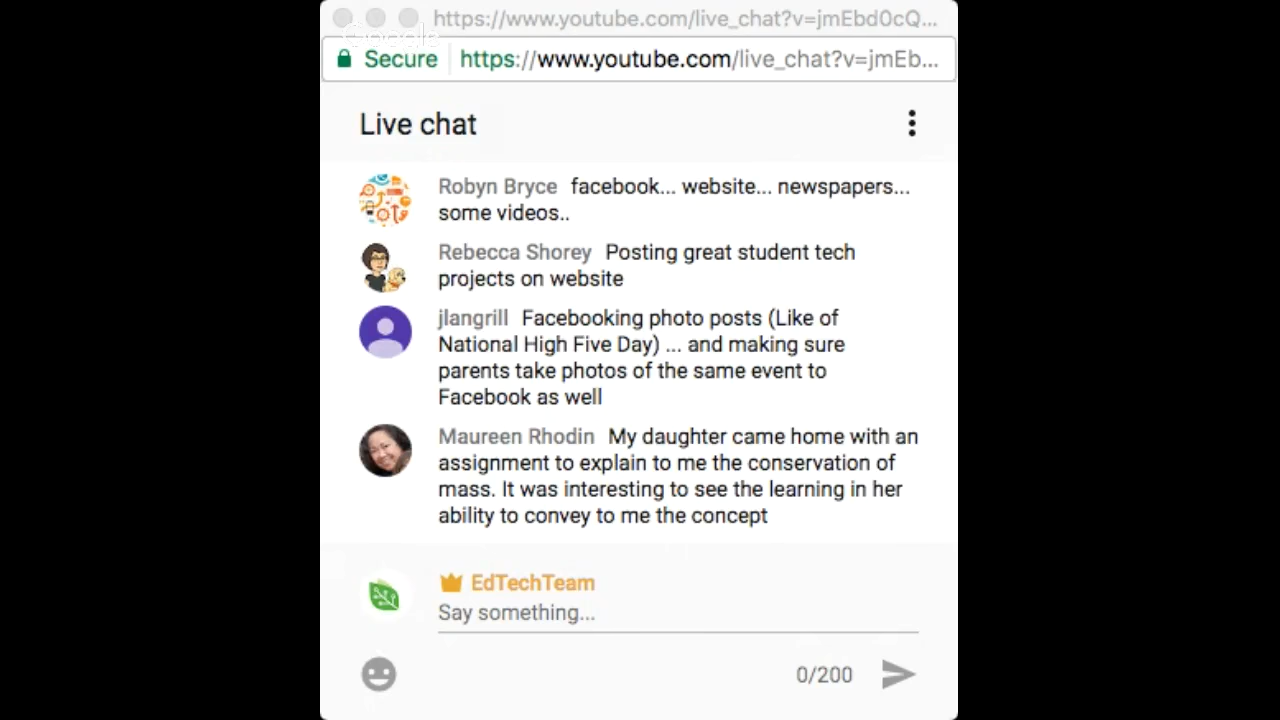 https://www.youtube.com/live_chat?v=jmEbd0cQ...
Google
Secure https://www.youtube.com/live_chat?v=jmEb...
Live chat
Robyn Bryce facebook... website... newspapers...
some videos..
Rebecca Shorey Posting great student tech
projects on website
jlangrill Facebooking photo posts (Like of
National High Five Day) ... and making sure
parents take photos of the same event to
Facebook as well
Maureen Rhodin My daughter came home with an
assignment to explain to me the conservation of
mass. It was interesting to see the learning in her
ability to convey to me the concept
EdTechTeam
Say something...
0/200